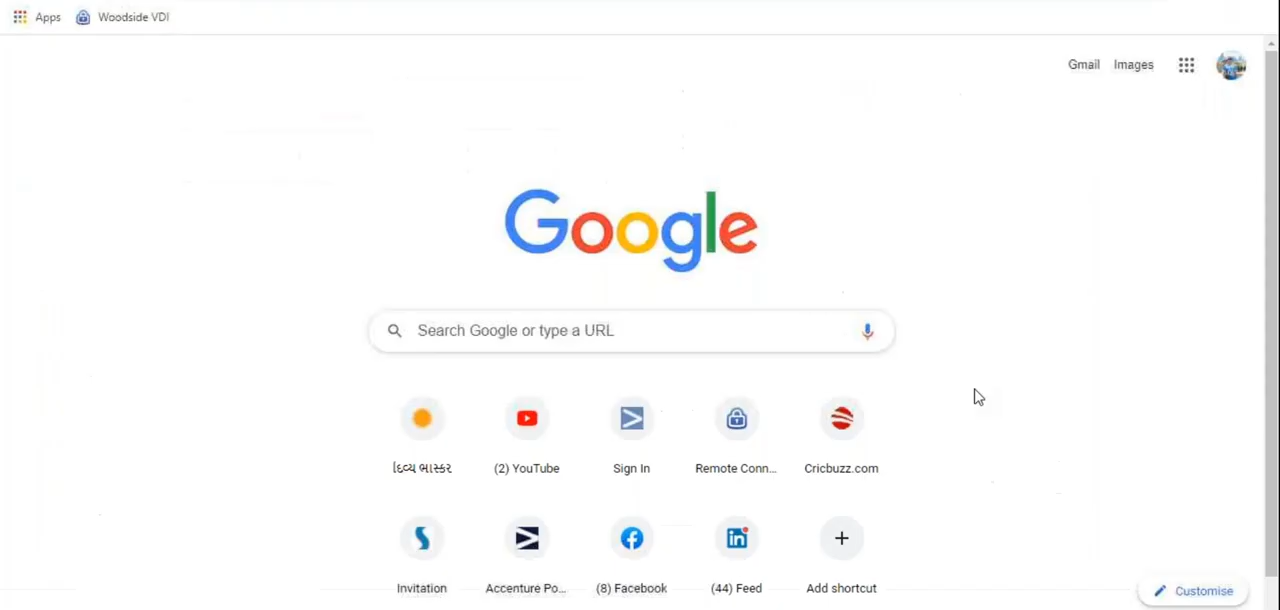 Apps Woodside VDI
Gmail Images
Google
Search Google or type a URL
દિવ્ય ભાસ્કર (2) YouTube Sign In Remote Conn... Cricbuzz.com
Invitation Accenture Po... (8) Facebook (44) Feed Add shortcut
Customise